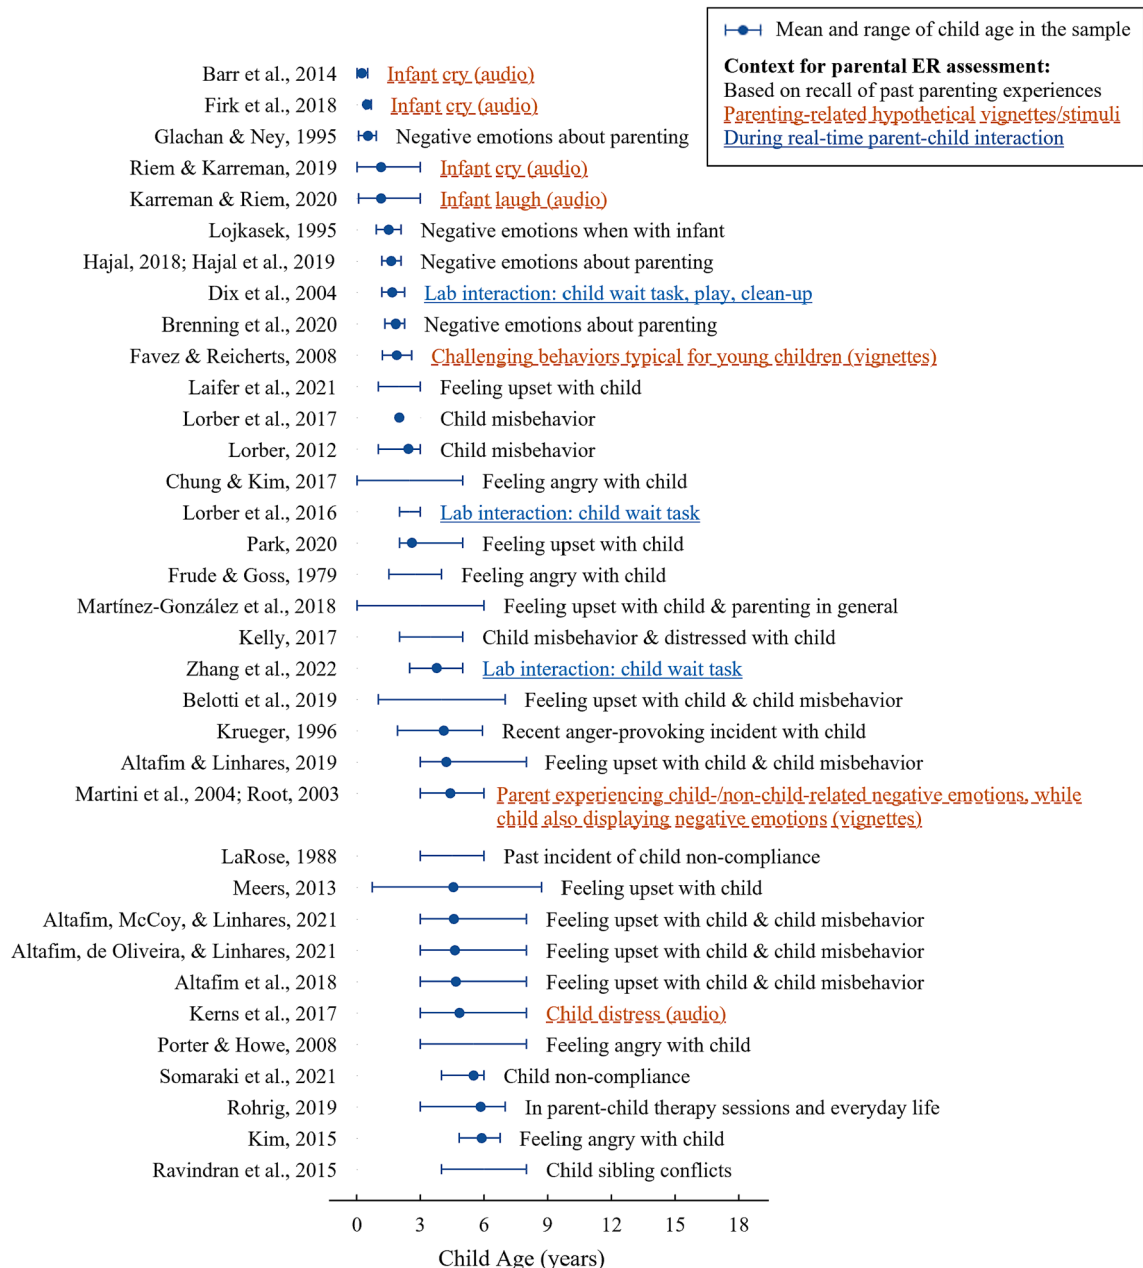 Mean and range of child age in the sample
Context for parental ER assessment:
Based on recall of past parenting experiences
Parenting-related hypothetical vignettes/stimuli
During real-time parent-child interaction
Barr et al., 2014 Infant cry (audio)
Firk et al., 2018 Infant cry (audio)
Glachan & Ney, 1995 Negative emotions about parenting
Riem & Karreman, 2019 Infant cry (audio)
Karreman & Riem, 2020 Infant laugh (audio)
Lojkasek, 1995 Negative emotions when with infant
Hajal, 2018; Hajal et al., 2019 Negative emotions about parenting
Dix et al., 2004 Lab interaction: child wait task, play, clean-up
Brenning et al., 2020 Negative emotions about parenting
Favez & Reicherts, 2008 Challenging behaviors typical for young children (vignettes)
Laifer et al., 2021 Feeling upset with child
Lorber et al., 2017 Child misbehavior
Lorber, 2012 Child misbehavior
Chung & Kim, 2017 Feeling angry with child
Lorber et al., 2016 Lab interaction: child wait task
Park, 2020 Feeling upset with child
Frude & Goss, 1979 Feeling angry with child
Martínez-González et al., 2018 Feeling upset with child & parenting in general
Kelly, 2017 Child misbehavior & distressed with child
Zhang et al., 2022 Lab interaction: child wait task
Belotti et al., 2019 Feeling upset with child & child misbehavior
Krueger, 1996 Recent anger-provoking incident with child
Altafim & Linhares, 2019 Feeling upset with child & child misbehavior
Martini et al., 2004; Root, 2003 Parent experiencing child-/non-child-related negative emotions, while
child also displaying negative emotions (vignettes)
LaRose, 1988 Past incident of child non-compliance
Meers, 2013 Feeling upset with child
Altafim, McCoy, & Linhares, 2021 Feeling upset with child & child misbehavior
Altafim, de Oliveira, & Linhares, 2021 Feeling upset with child & child misbehavior
Altafim et al., 2018 Feeling upset with child & child misbehavior
Kerns et al., 2017 Child distress (audio)
Porter & Howe, 2008 Feeling angry with child
Somaraki et al., 2021 Child non-compliance
Rohrig, 2019 In parent-child therapy sessions and everyday life
Kim, 2015 Feeling angry with child
Ravindran et al., 2015 Child sibling conflicts
0 3 6 9 12 15 18
Child Age (years)